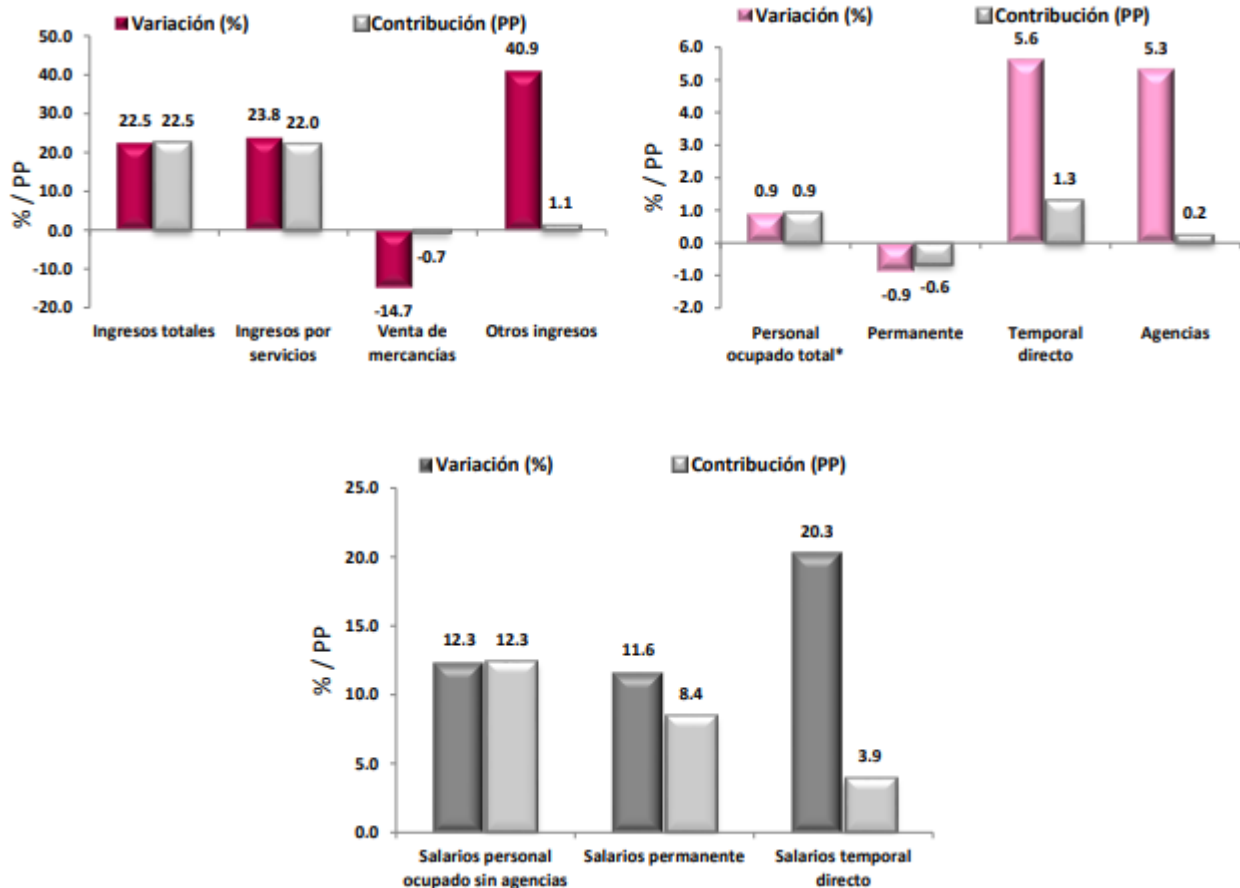 Variación (%) Contribución (PP)
% / PP
50.0
40.0
30.0
20.0
10.0
0.0
-10.0
-20.0
22.5 22.5 23.8 22.0 -14.7 -0.7 40.9 1.1
Ingresos totales Ingresos por Venta de Otros ingresos
servicios mercancías
Variación (%) Contribución (PP)
% / PP
6.0
5.0
4.0
3.0
2.0
1.0
0.0
-1.0
-2.0
0.9 0.9 -0.9 -0.6 5.6 1.3 5.3 0.2
Personal Permanente Temporal Agencias
ocupado total* directo
Variación (%) Contribución (PP)
% / PP
25.0
20.0
15.0
10.0
5.0
0.0
12.3 12.3 11.6 8.4 20.3 3.9
Salarios personal Salarios permanente Salarios temporal
ocupado sin agencias directo